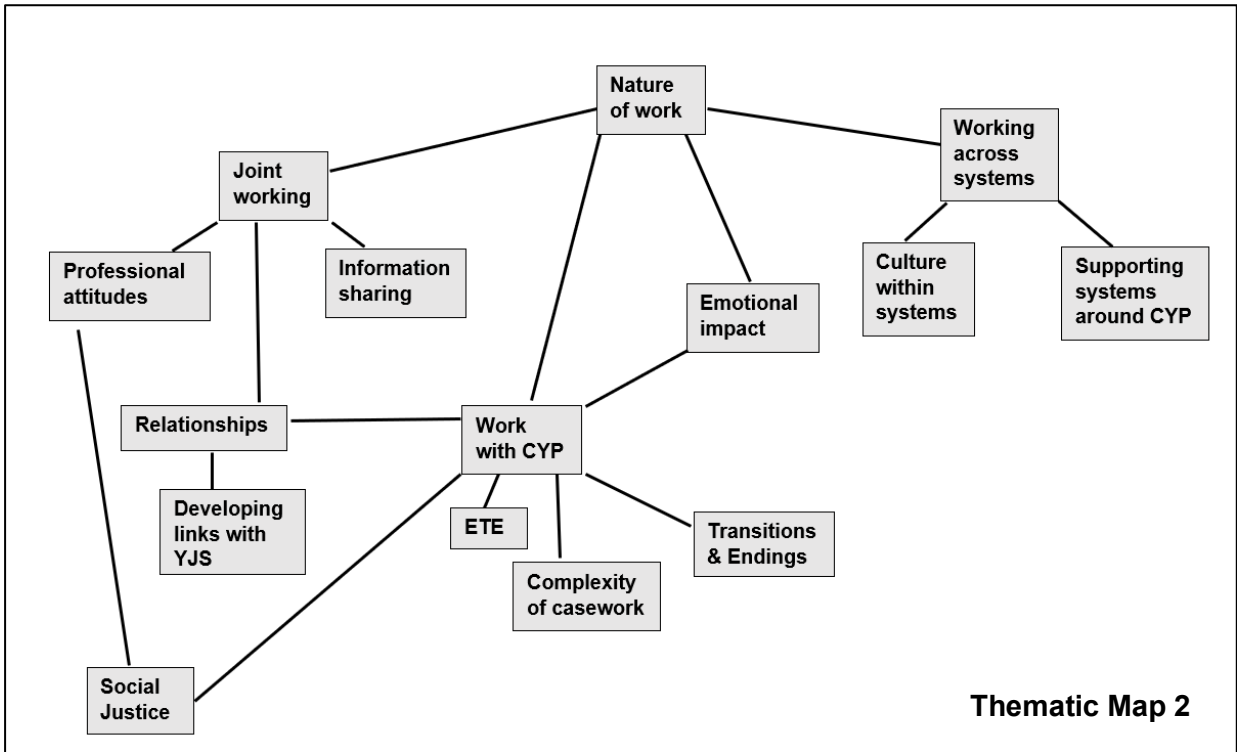 Nature
of work
Working
across
systems
Joint
working
Professional
attitudes
Information
sharing
Culture
within
systems
Supporting
systems
around CYP
Emotional
impact
Relationships
Work
with CYP
Developing
links with
YJS
ETE
Transitions
& Endings
Complexity
of casework
Social
Justice
Thematic Map 2